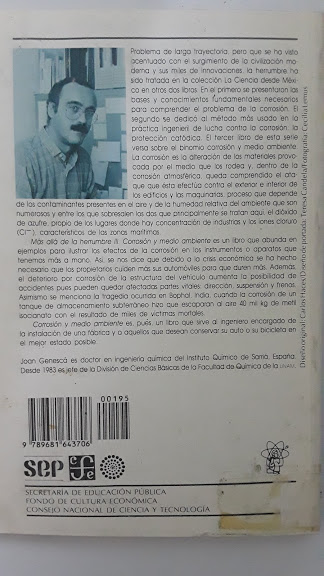 Problema de larga trayectoria, pero que se ha visto
acentuado con el surgimiento de la civilización mo-
derna y sus miles de innovaciones, la herrumbre ha
sido tratada en la colección La Ciencia desde Méxi-
co en otros dos libros. En el primero se presentaron las
bases y conocimientos fundamentales necesarios
para comprender el problema de la corrosión. El
segundo se dedicó al método más usado en la
práctica ingenieril de lucha contra la corrosión, la
protección catódica. El tercer libro de esta serie
versa sobre el binomio corrosión y medio ambiente.
La corrosión es la alteración de las materiales provo-
cada por el medio que los rodea y, dentro de la
corrosión atmosférica, queda comprendido el ata-
que que ésta efectúa contra el exterior e interior de
los edificios y las maquinarias, proceso que depende
de los contaminantes presentes en el aire y de la humedad relativa del ambiente que son
numerosos y entre los que sobresalen los dos que principalmente se tratan aquí, el dióxido
de azufre, propio de los lugares donde hay concentración de industrias y los iones cloruro
(Cl⁻), característicos de las zonas marítimas.
Más allá de la herrumbre III. Corrosión y medio ambiente es un libro que abunda en
ejemplos para ilustrar los efectos de la corrosión en los instrumentos o aparatos que
tenemos más a mano. Así, se nos dice que debido a la crisis económica se ha hecho
necesario que los propietarios cuiden más sus automóviles para que duren más. Además,
el deterioro por corrosión de la estructura del vehículo aumenta la posibilidad de
accidentes pues pueden quedar afectadas partes vitales: dirección, suspensión y frenos.
Asimismo se menciona la tragedia ocurrida en Bophal, India, cuando la corrosión de un
tanque de almacenamiento subterráneo hizo que escaparan al aire 40 mil kg de metil
isocianato con el resultado de miles de víctimas mortales.
Corrosión y medio ambiente es, pues, un libro que sirve al ingeniero encargado de
la instalación de una fábrica y a aquellos que desean conservar su auto o su bicicleta en
el mejor estado posible.
Joan Genescá es doctor en ingeniería química del Instituto Químico de Sarriá, España.
Desde 1983 es jefe de la División de Ciencias Básicas de la Facultad de Química de la UNAM.
Diseño original: Carlos Haces/Diseño de portada: Teresa Candela/Fotografía: Cecilia Lemus
00195
9 789681 643706
SEP
CFE
SECRETARÍA DE EDUCACIÓN PÚBLICA
FONDO DE CULTURA ECONÓMICA
CONSEJO NACIONAL DE CIENCIA Y TECNOLOGÍA